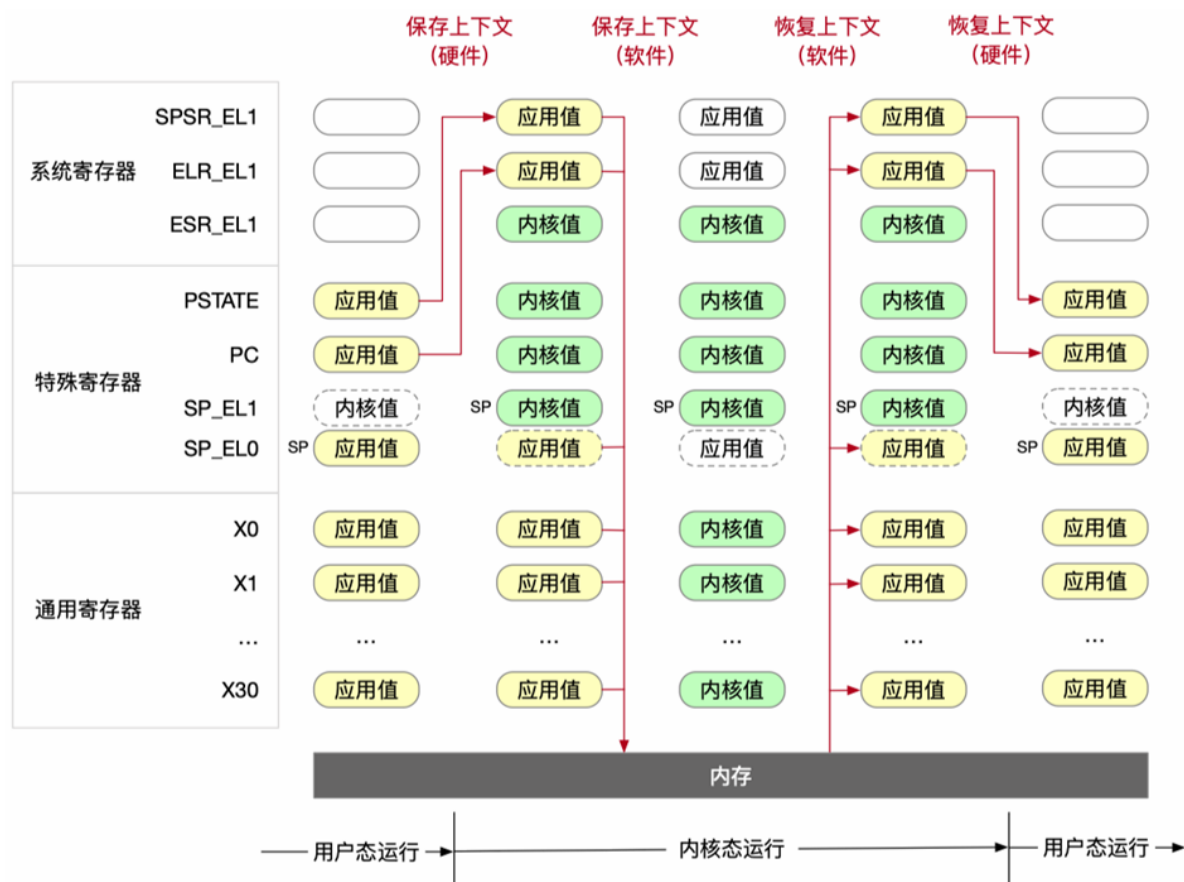 保存上下文 保存上下文 恢复上下文 恢复上下文
(硬件) (软件) (软件) (硬件)
SPSR_EL1 应用值 应用值 应用值
系统寄存器 ELR_EL1 应用值 应用值 应用值
ESR_EL1 内核值 内核值 内核值
PSTATE 应用值 内核值 内核值 内核值 应用值
PC 应用值 内核值 内核值 内核值 应用值
特殊寄存器
SP_EL1 内核值 SP 内核值 SP 内核值 SP 内核值 内核值
SP_EL0 SP 应用值 应用值 应用值 应用值 SP 应用值
X0 应用值 应用值 内核值 应用值 应用值
X1 应用值 应用值 内核值 应用值 应用值
通用寄存器
... ... ... ... ... ...
X30 应用值 应用值 内核值 应用值 应用值
内存
用户态运行 内核态运行 用户态运行